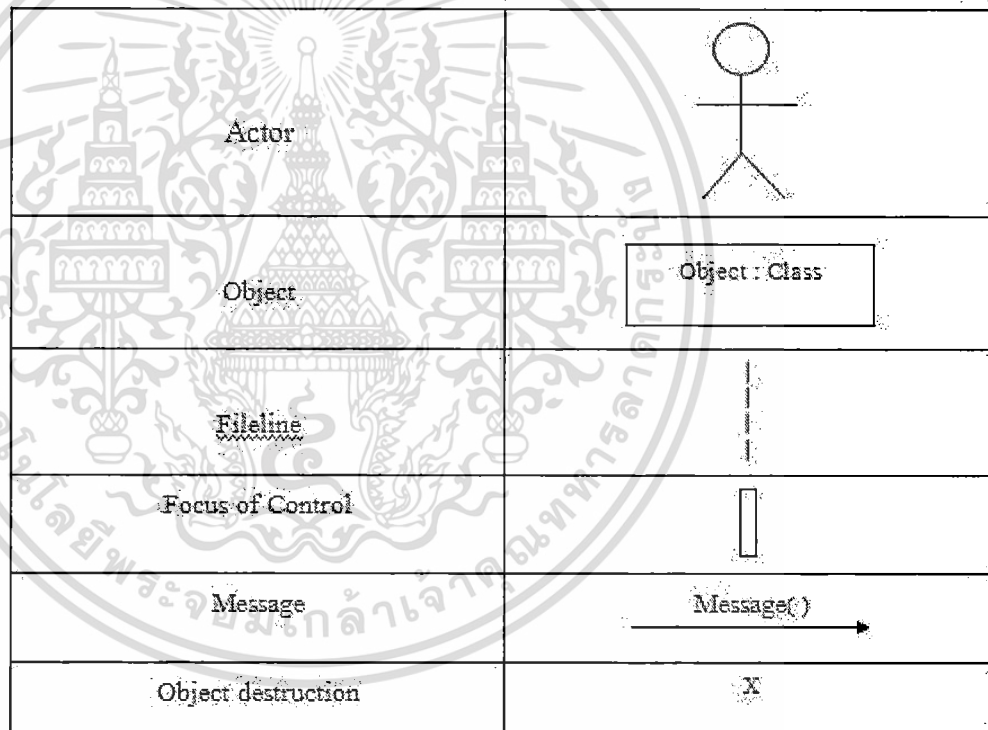 Actor
Object
Object : Class
Fileline
Focus of Control
Message
Message( )
Object destruction
X